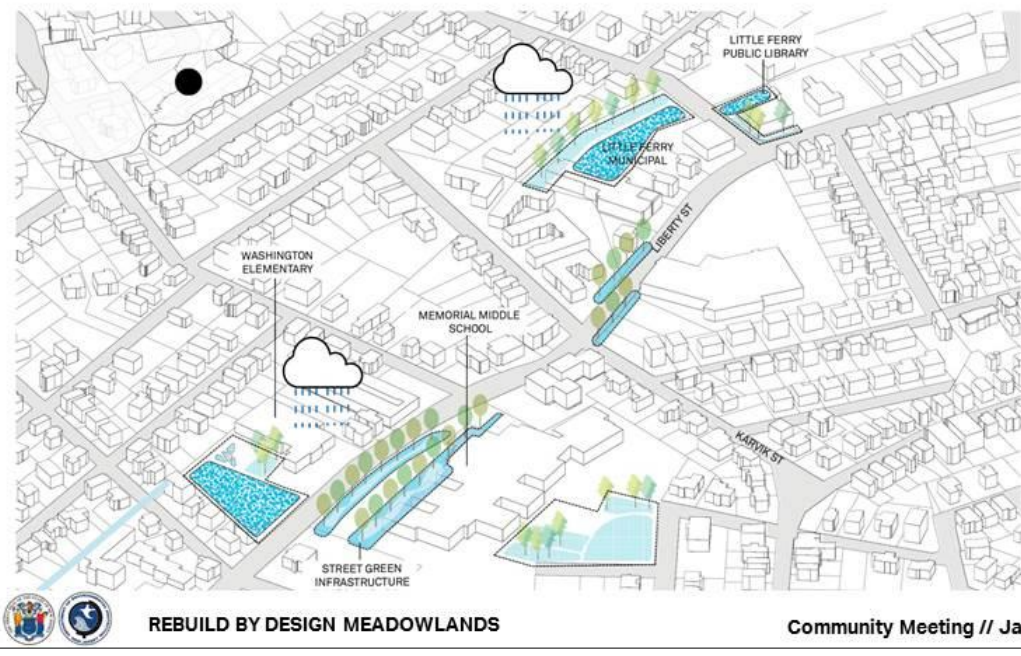 LITTLE FERRY
PUBLIC LIBRARY
LITTLE FERRY
MUNICIPAL
LIBERTY ST
WASHINGTON
ELEMENTARY
MEMORIAL MIDDLE
SCHOOL
KARVIK ST
STREET GREEN
INFRASTRUCTURE
REBUILD BY DESIGN MEADOWLANDS
Community Meeting // Ja